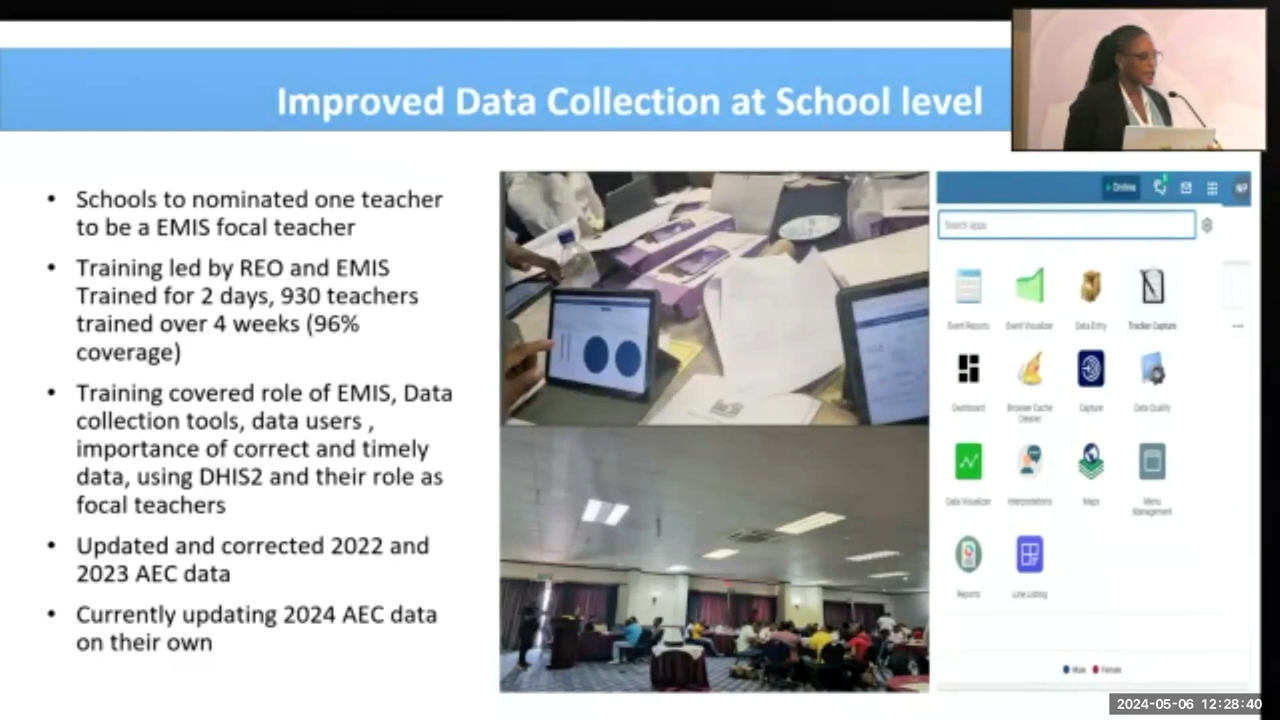 Improved Data Collection at School level
• Schools to nominated one teacher
to be a EMIS focal teacher
• Training led by REO and EMIS
Trained for 2 days, 930 teachers
trained over 4 weeks (96%
coverage)
• Training covered role of EMIS, Data
collection tools, data users ,
importance of correct and timely
data, using DHIS2 and their role as
focal teachers
• Updated and corrected 2022 and
2023 AEC data
• Currently updating 2024 AEC data
on their own
Online
NP
Search apps
Event Reports
Event Visualizer
Data Entry
Tracker Capture
Dashboard
Browser Cache
Cleaner
Capture
Data Quality
Data Visualizer
Interpretations
Maps
Menu
Management
Reports
Line Listing
Male
Female
2024-05-06 12:28:40